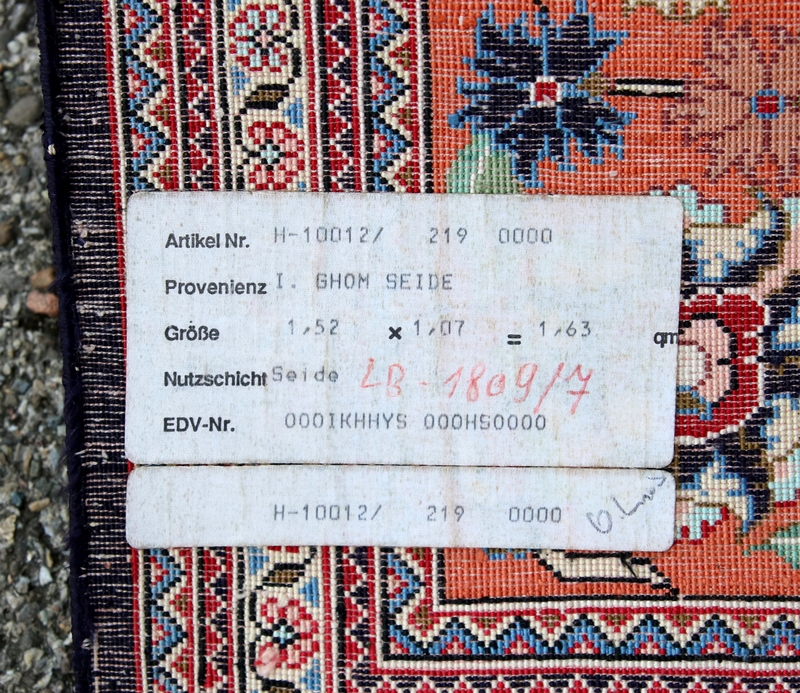 Artikel Nr. H-10012/ 219 0000
Provenienz I. GHOM SEIDE
Größe 1,52 x 1,07 = 1,63 qm
Nutzschicht Seide LB-1809/7
EDV-Nr. 000IKHHYS 000HS0000
H-10012/ 219 0000